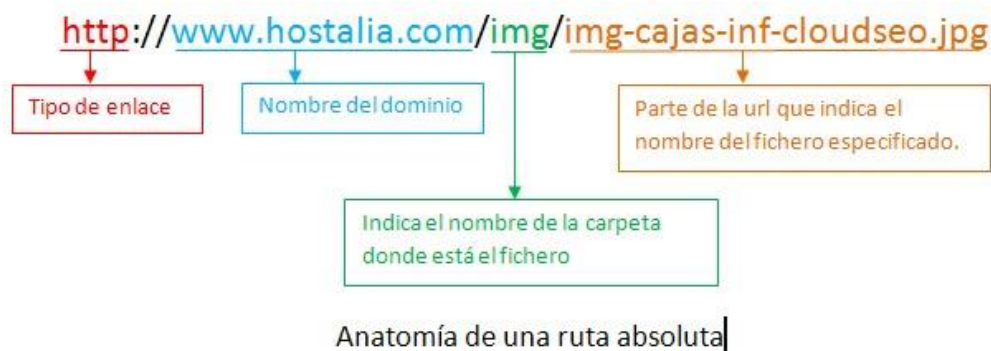 http://www.hostalia.com/img/img-cajas-inf-cloudseo.jpg
Tipo de enlace
Nombre del dominio
Parte de la url que indica el
nombre del fichero especificado.
Indica el nombre de la carpeta
donde está el fichero
Anatomía de una ruta absoluta